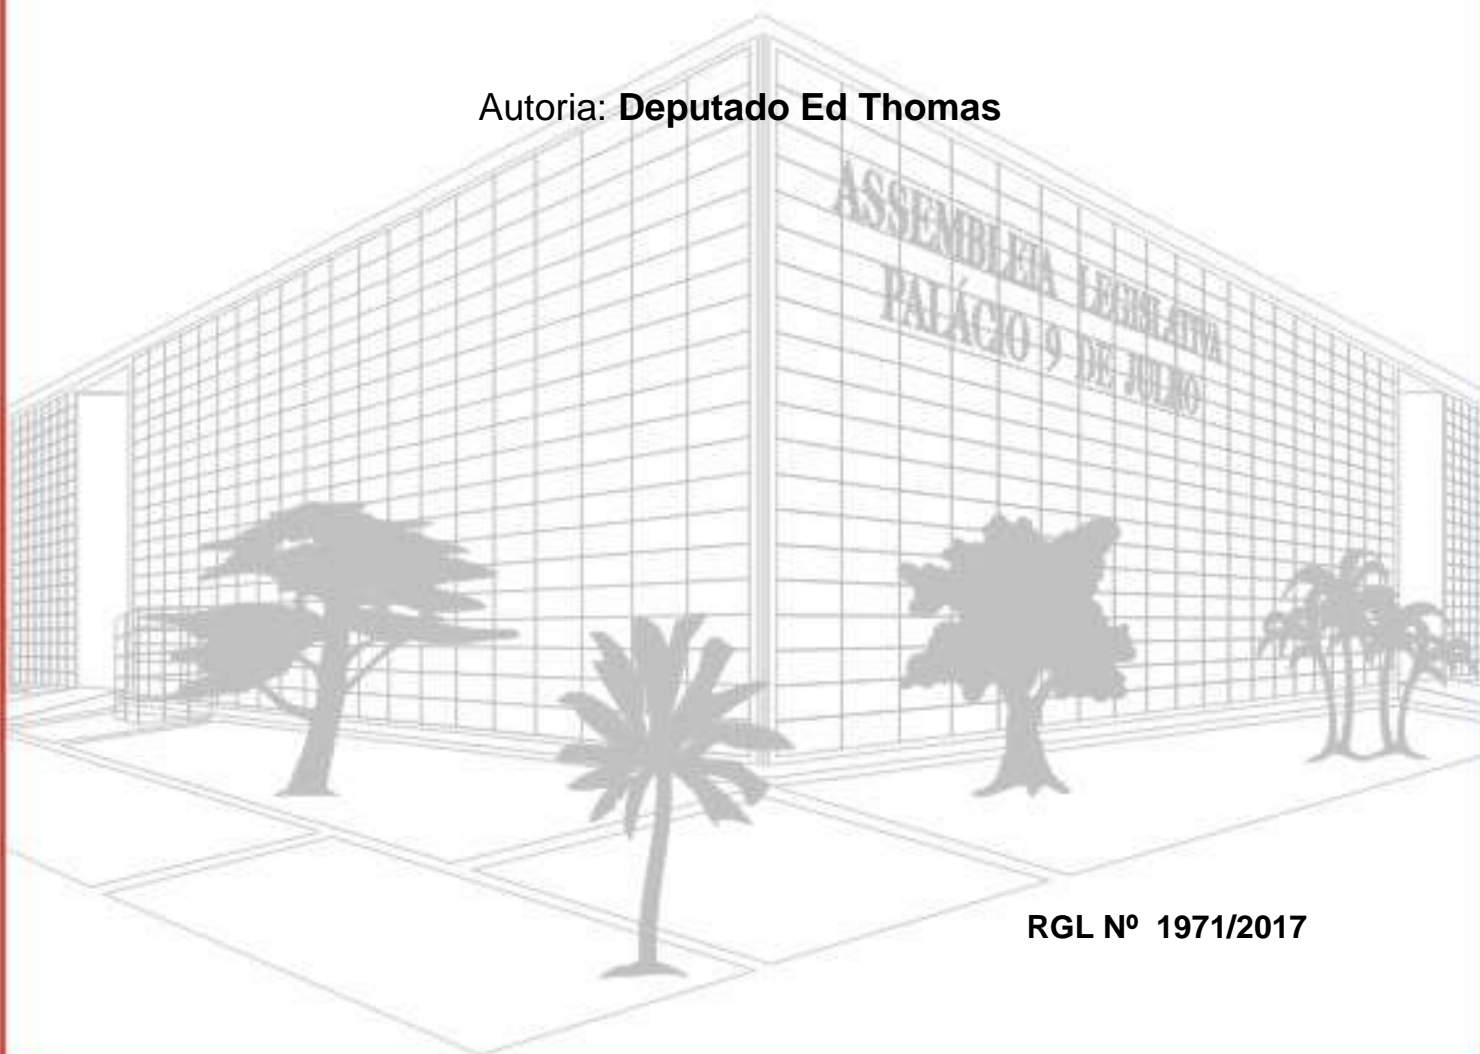 Autoria: Deputado Ed Thomas
ASSEMBLEIA LEGISLATIVA
PALÁCIO 9 DE JULHO
RGL Nº 1971/2017